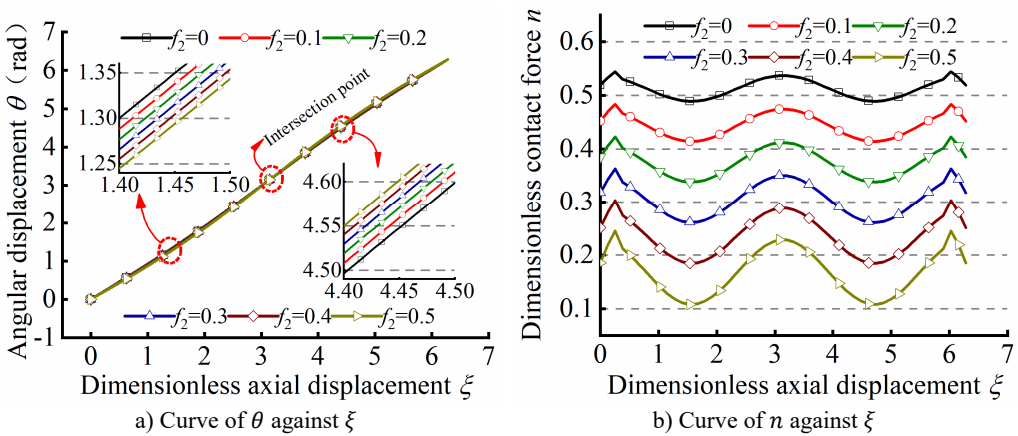 Angular displacement θ (rad)
7
6
5
4
3
2
1
0
-1
f₂=0 f₂=0.1 f₂=0.2
1.35
1.30
1.25
1.40 1.45 1.50
Intersection point
4.60
4.55
4.50
4.40 4.45 4.50
f₂=0.3 f₂=0.4 f₂=0.5
0 1 2 3 4 5 6 7
Dimensionless axial displacement ξ
a) Curve of θ against ξ
Dimensionless contact force n
0.6
0.5
0.4
0.3
0.2
0.1
f₂=0 f₂=0.1 f₂=0.2
f₂=0.3 f₂=0.4 f₂=0.5
0 1 2 3 4 5 6 7
Dimensionless axial displacement ξ
b) Curve of n against ξ